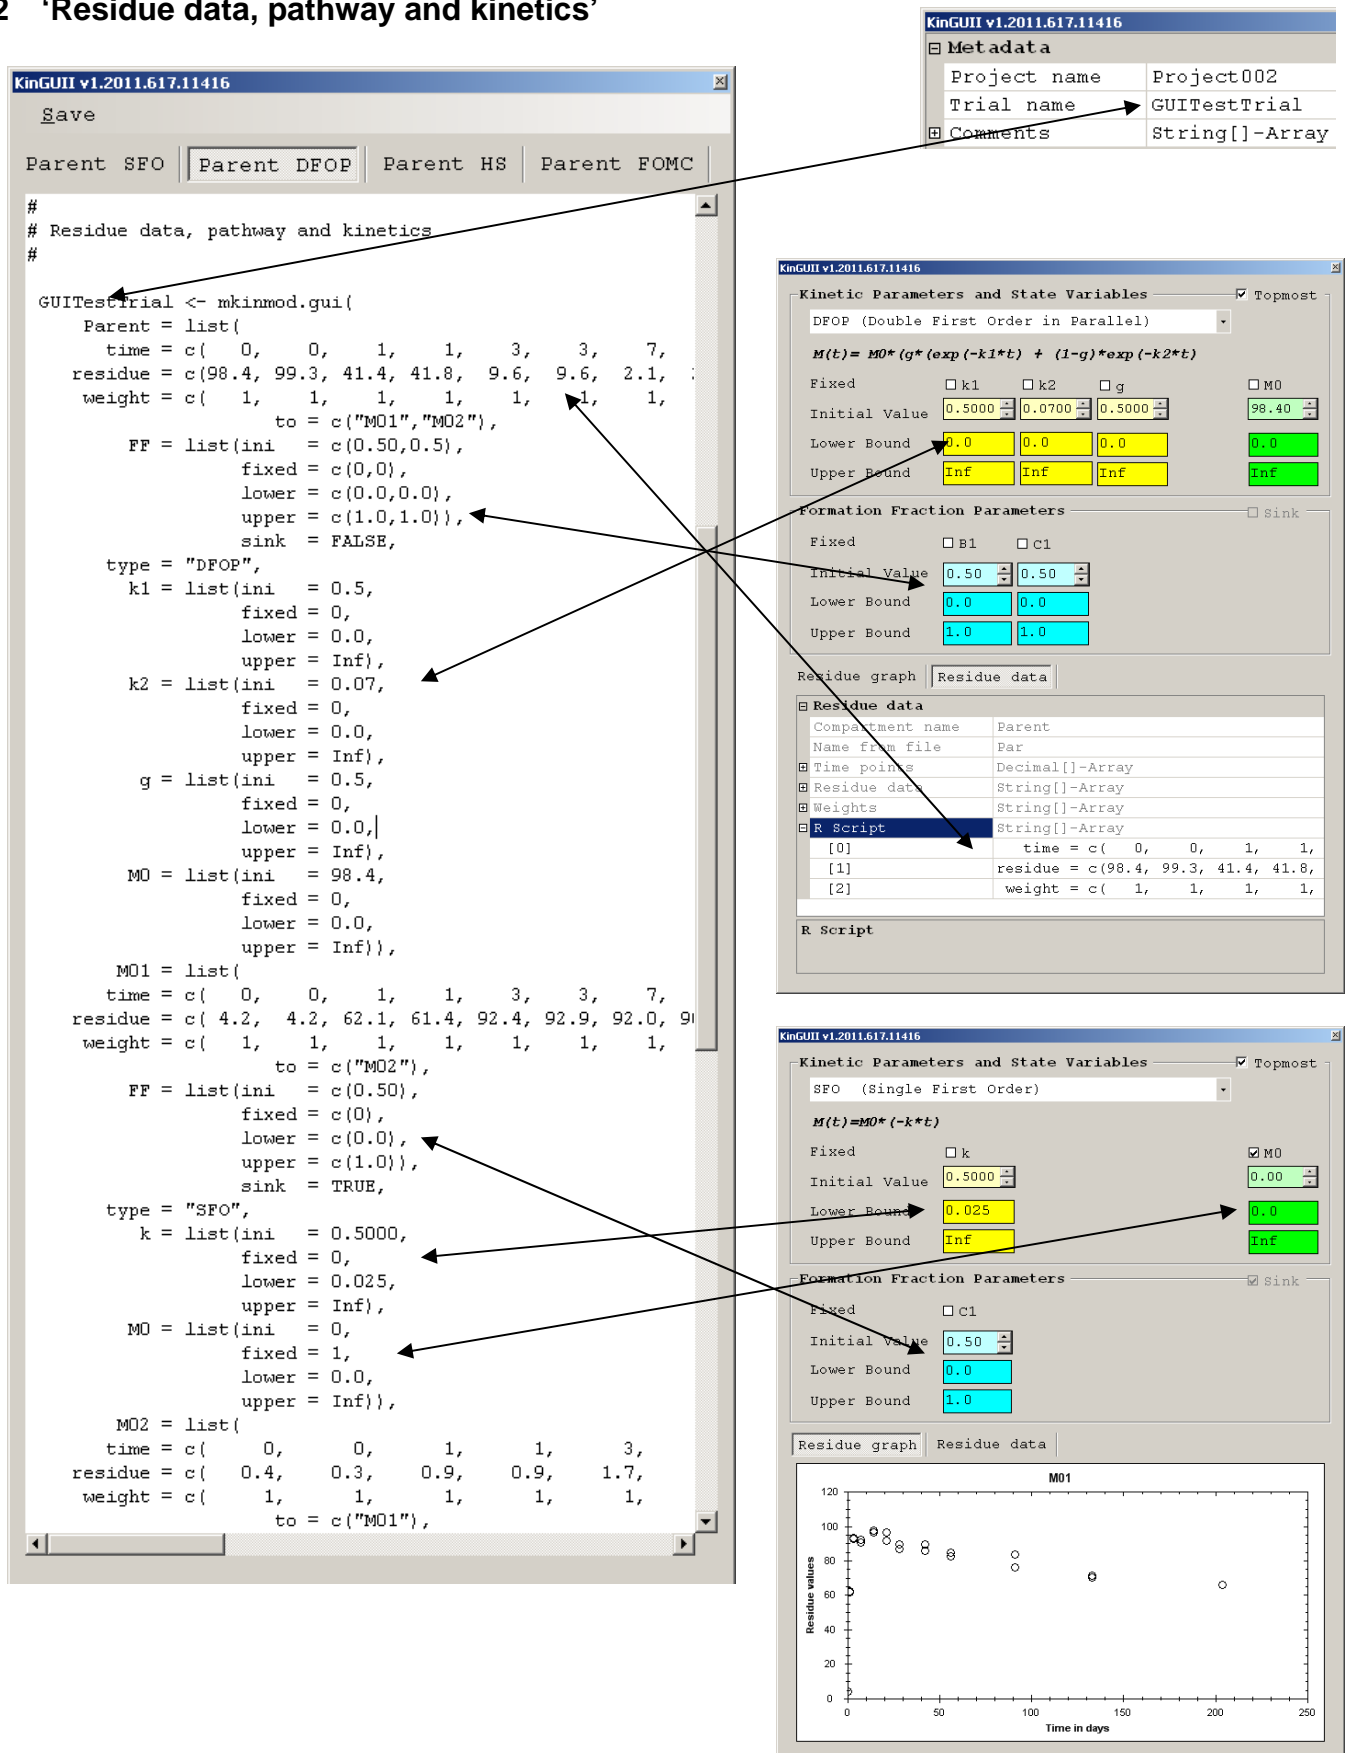 2 ‘Residue data, pathway and kinetics’
KinGUII v1.2011.617.11416
Metadata
Project name Project002
Trial name GUITestTrial
Comments String[]-Array
KinGUII v1.2011.617.11416
Save
Parent SFO Parent DFOP Parent HS Parent FOMC
#
# Residue data, pathway and kinetics
#
GUITestTrial <- mkinmod.gui(
Parent = list(
time = c( 0, 0, 1, 1, 3, 3, 7,
residue = c(98.4, 99.3, 41.4, 41.8, 9.6, 9.6, 2.1,
weight = c( 1, 1, 1, 1, 1, 1, 1,
to = c("M01","M02"),
FF = list(ini = c(0.50,0.5),
fixed = c(0,0),
lower = c(0.0,0.0),
upper = c(1.0,1.0)),
sink = FALSE,
type = "DFOP",
k1 = list(ini = 0.5,
fixed = 0,
lower = 0.0,
upper = Inf),
k2 = list(ini = 0.07,
fixed = 0,
lower = 0.0,
upper = Inf),
g = list(ini = 0.5,
fixed = 0,
lower = 0.0,
upper = Inf),
M0 = list(ini = 98.4,
fixed = 0,
lower = 0.0,
upper = Inf)),
M01 = list(
time = c( 0, 0, 1, 1, 3, 3, 7,
residue = c( 4.2, 4.2, 62.1, 61.4, 92.4, 92.9, 92.0, 9
weight = c( 1, 1, 1, 1, 1, 1, 1,
to = c("M02"),
FF = list(ini = c(0.50),
fixed = c(0),
lower = c(0.0),
upper = c(1.0)),
sink = TRUE,
type = "SFO",
k = list(ini = 0.5000,
fixed = 0,
lower = 0.025,
upper = Inf),
M0 = list(ini = 0,
fixed = 1,
lower = 0.0,
upper = Inf)),
M02 = list(
time = c( 0, 0, 1, 1, 3,
residue = c( 0.4, 0.3, 0.9, 0.9, 1.7,
weight = c( 1, 1, 1, 1, 1,
to = c("M01"),
KinGUII v1.2011.617.11416
Kinetic Parameters and State Variables Topmost
DFOP (Double First Order in Parallel)
M(t)= M0*(g*(exp(-k1*t) + (1-g)*exp(-k2*t)
Fixed k1 k2 g M0
Initial Value 0.5000 0.0700 0.5000 98.40
Lower Bound 0.0 0.0 0.0 0.0
Upper Bound Inf Inf Inf Inf
Formation Fraction Parameters Sink
Fixed B1 C1
Initial Value 0.50 0.50
Lower Bound 0.0 0.0
Upper Bound 1.0 1.0
Residue graph Residue data
Residue data
Compartment name Parent
Name from file Par
Time points Decimal[]-Array
Residue data String[]-Array
Weights String[]-Array
R Script String[]-Array
[0] time = c( 0, 0, 1, 1,
[1] residue = c(98.4, 99.3, 41.4, 41.8,
[2] weight = c( 1, 1, 1, 1,
R Script
KinGUII v1.2011.617.11416
Kinetic Parameters and State Variables Topmost
SFO (Single First Order)
M(t)=M0*(-k*t)
Fixed k M0
Initial Value 0.5000 0.00
Lower Bound 0.025 0.0
Upper Bound Inf Inf
Formation Fraction Parameters Sink
Fixed C1
Initial Value 0.50
Lower Bound 0.0
Upper Bound 1.0
Residue graph Residue data
M01
120
100
80
60
40
20
0
Residue values
0 50 100 150 200 250
Time in days